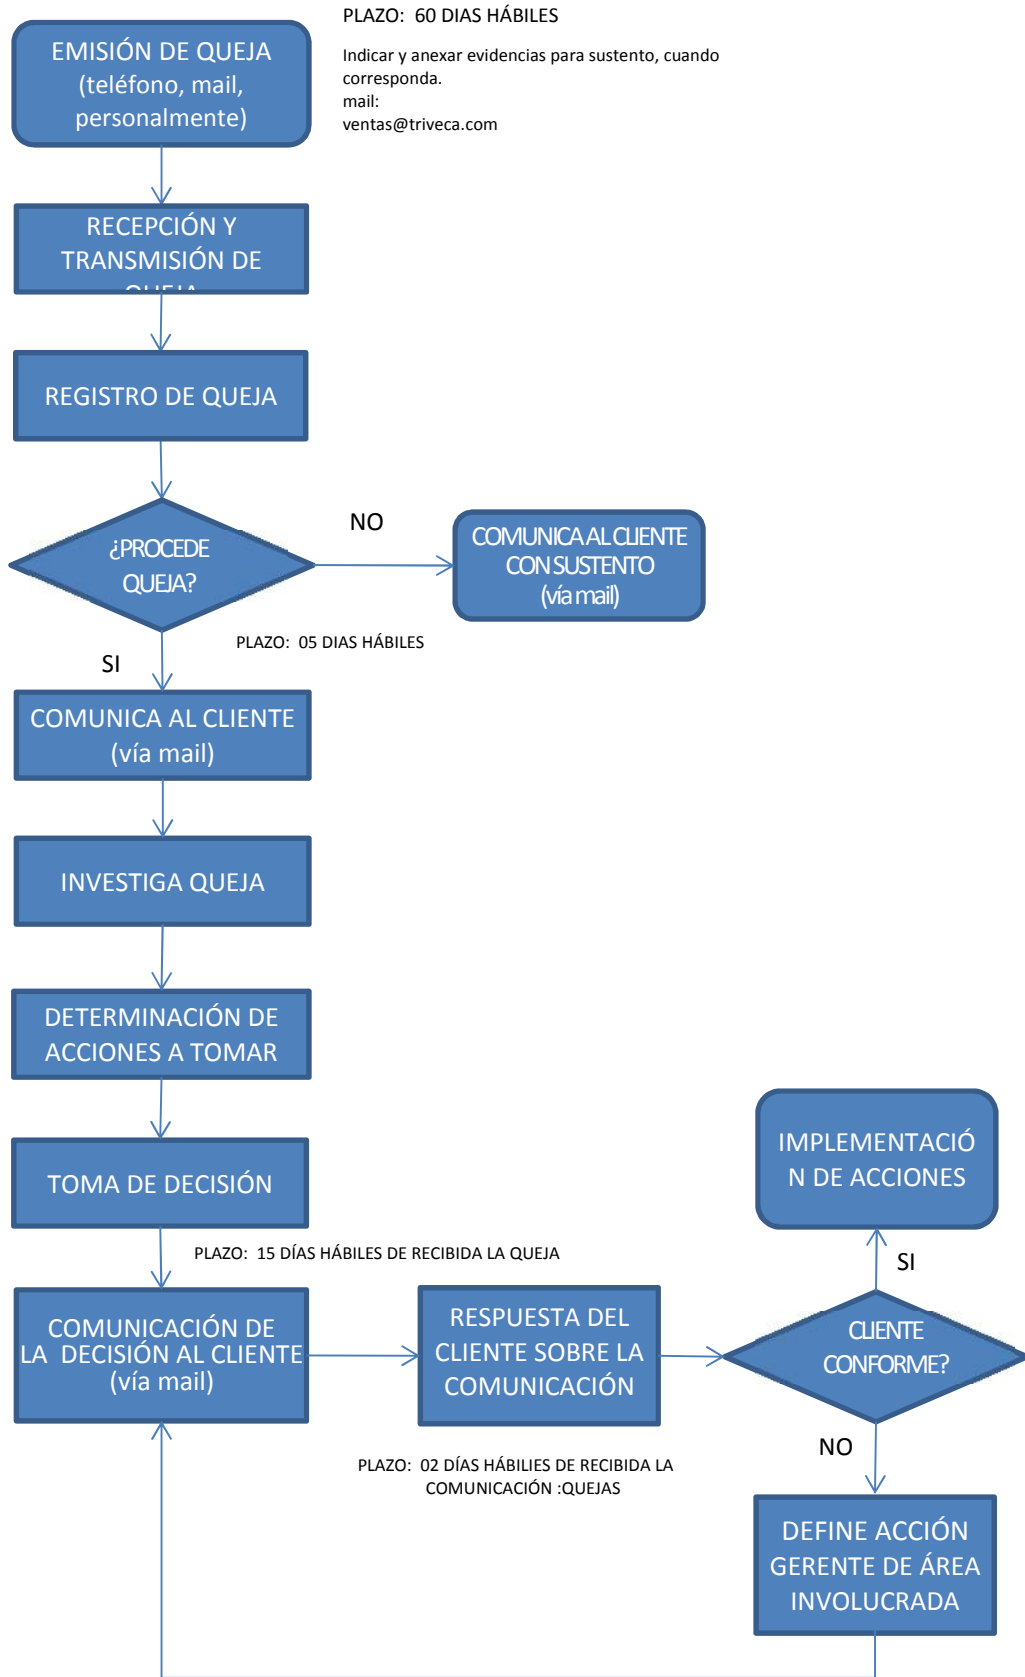 PLAZO: 60 DIAS HÁBILES
EMISIÓN DE QUEJA
(teléfono, mail,
personalmente)
Indicar y anexar evidencias para sustento, cuando
corresponda.
mail:
ventas@triveca.com
RECEPCIÓN Y
TRANSMISIÓN DE
QUEJA
REGISTRO DE QUEJA
¿PROCEDE
QUEJA?
NO
COMUNICA AL CLIENTE
CON SUSTENTO
(vía mail)
PLAZO: 05 DIAS HÁBILES
SI
COMUNICA AL CLIENTE
(vía mail)
INVESTIGA QUEJA
DETERMINACIÓN DE
ACCIONES A TOMAR
TOMA DE DECISIÓN
PLAZO: 15 DÍAS HÁBILES DE RECIBIDA LA QUEJA
COMUNICACIÓN DE
LA DECISIÓN AL CLIENTE
(vía mail)
RESPUESTA DEL
CLIENTE SOBRE LA
COMUNICACIÓN
PLAZO: 02 DÍAS HÁBILIES DE RECIBIDA LA
COMUNICACIÓN :QUEJAS
CLIENTE
CONFORME?
SI
IMPLEMENTACIÓ
N DE ACCIONES
NO
DEFINE ACCIÓN
GERENTE DE ÁREA
INVOLUCRADA